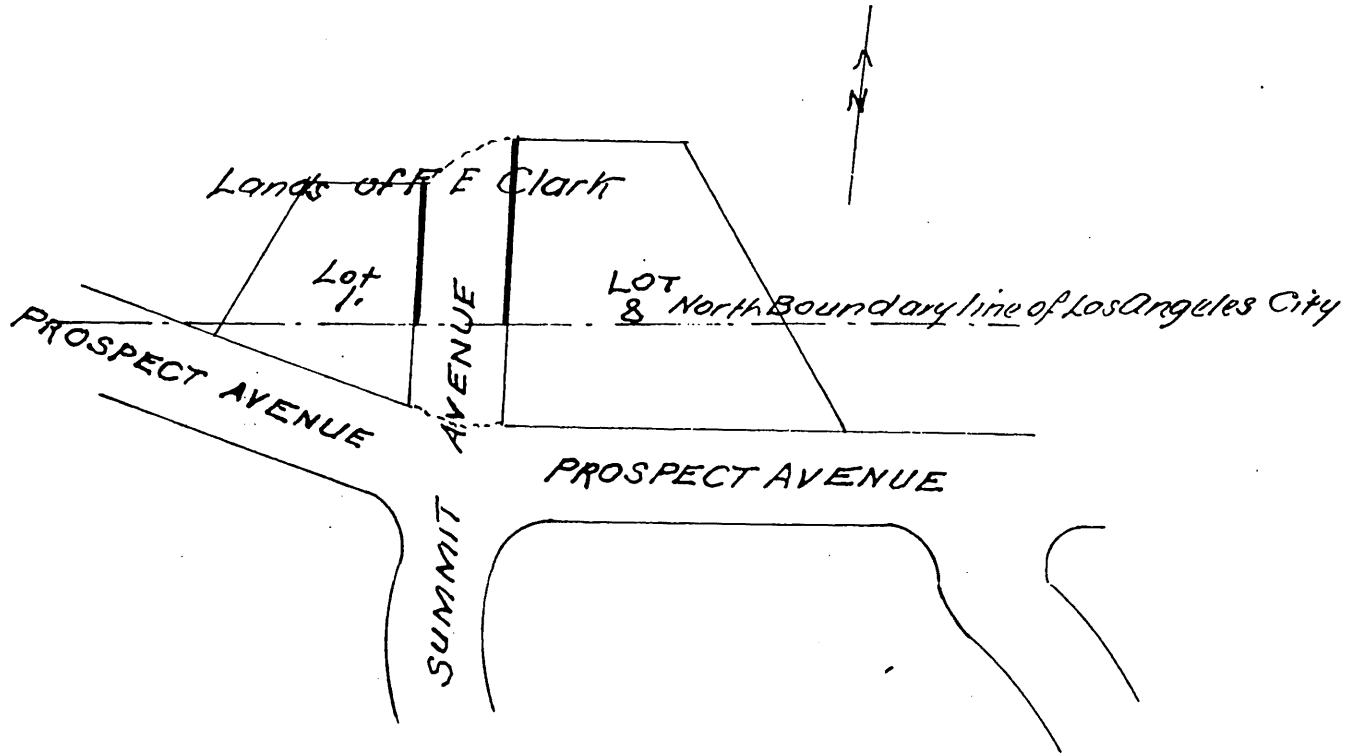 N
Lands of F E Clark
Lot
1
LOT
8
North Boundary line of Los Angeles City
PROSPECT AVENUE
SUMMIT AVENUE
PROSPECT AVENUE